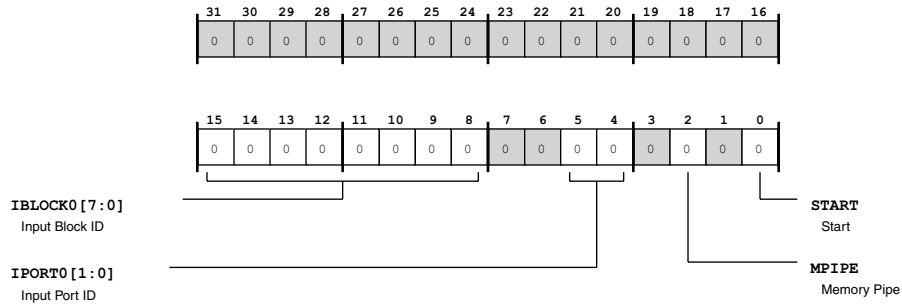 31 30 29 28 27 26 25 24 23 22 21 20 19 18 17 16
0 0 0 0 0 0 0 0 0 0 0 0 0 0 0 0
15 14 13 12 11 10 9 8 7 6 5 4 3 2 1 0
0 0 0 0 0 0 0 0 0 0 0 0 0 0 0 0
IBLOCK0[7:0] START
Input Block ID Start
IPORT0[1:0] MPIPE
Input Port ID Memory Pipe